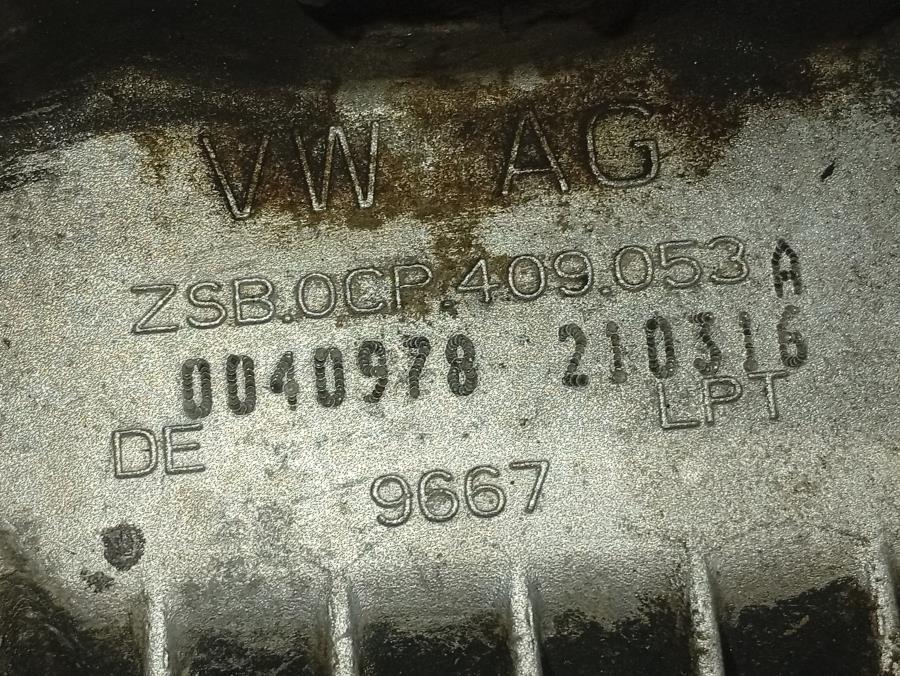 VW AG
ZSB.0CP.409.053 A
0040978 210316
LPT
DE
9667